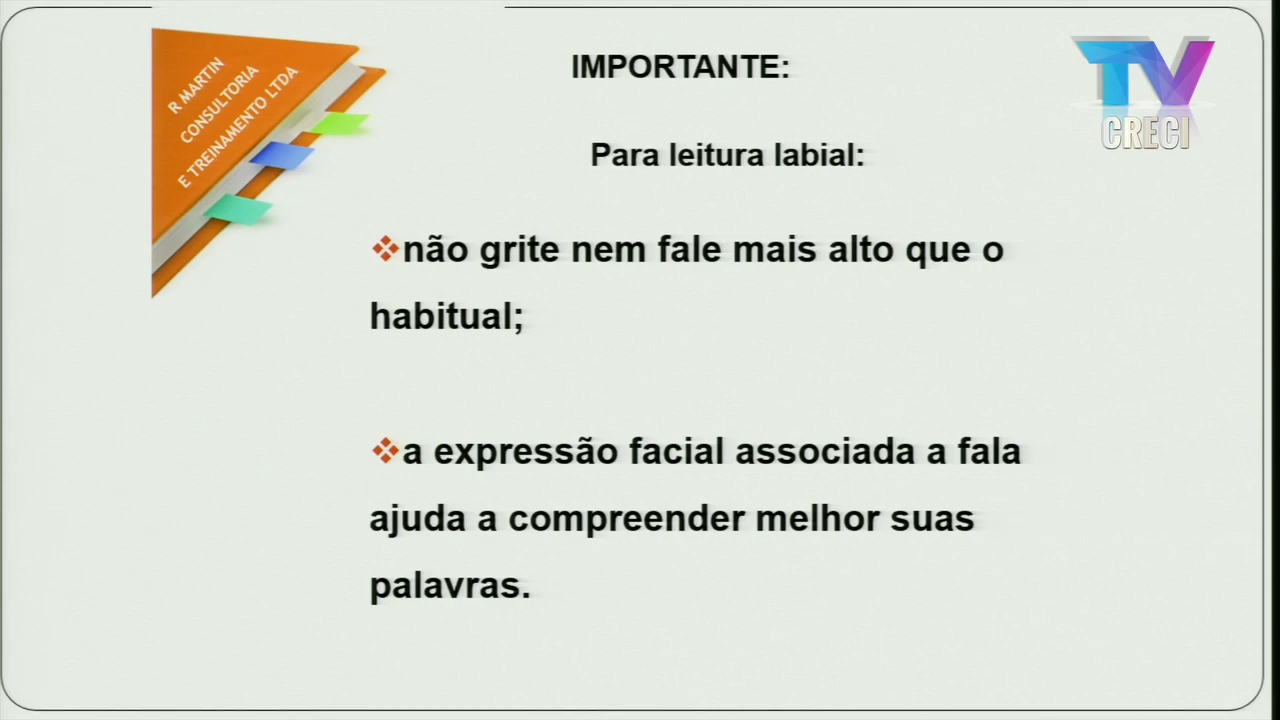 R MARTIN
CONSULTORIA
E TREINAMENTO LTDA
IMPORTANTE:
TV
CRECI
Para leitura labial:
não grite nem fale mais alto que o
habitual;
a expressão facial associada a fala
ajuda a compreender melhor suas
palavras.